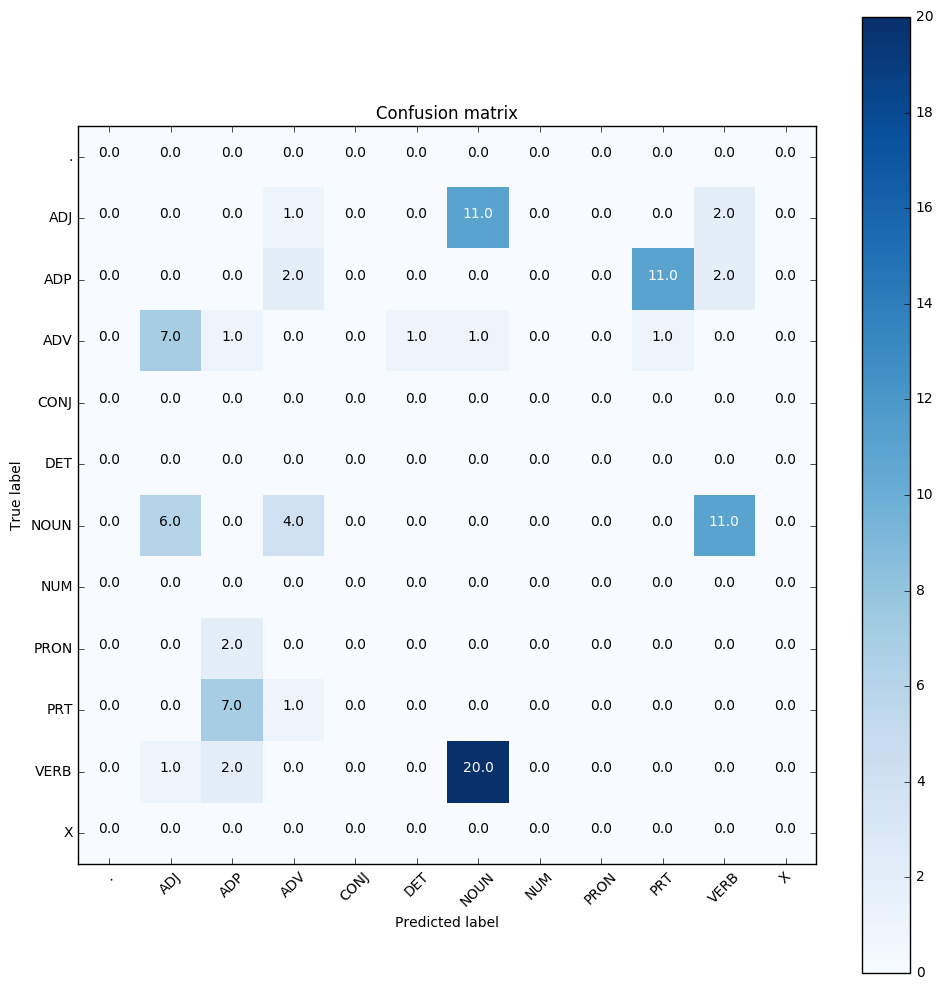 Confusion matrix
. 0.0 0.0 0.0 0.0 0.0 0.0 0.0 0.0 0.0 0.0 0.0 0.0
ADJ 0.0 0.0 0.0 1.0 0.0 0.0 11.0 0.0 0.0 0.0 2.0 0.0
ADP 0.0 0.0 0.0 2.0 0.0 0.0 0.0 0.0 0.0 11.0 2.0 0.0
ADV 0.0 7.0 1.0 0.0 0.0 1.0 1.0 0.0 0.0 1.0 0.0 0.0
CONJ 0.0 0.0 0.0 0.0 0.0 0.0 0.0 0.0 0.0 0.0 0.0 0.0
DET 0.0 0.0 0.0 0.0 0.0 0.0 0.0 0.0 0.0 0.0 0.0 0.0
NOUN 0.0 6.0 0.0 4.0 0.0 0.0 0.0 0.0 0.0 0.0 11.0 0.0
NUM 0.0 0.0 0.0 0.0 0.0 0.0 0.0 0.0 0.0 0.0 0.0 0.0
PRON 0.0 0.0 2.0 0.0 0.0 0.0 0.0 0.0 0.0 0.0 0.0 0.0
PRT 0.0 0.0 7.0 1.0 0.0 0.0 0.0 0.0 0.0 0.0 0.0 0.0
VERB 0.0 1.0 2.0 0.0 0.0 0.0 20.0 0.0 0.0 0.0 0.0 0.0
X 0.0 0.0 0.0 0.0 0.0 0.0 0.0 0.0 0.0 0.0 0.0 0.0
. ADJ ADP ADV CONJ DET NOUN NUM PRON PRT VERB X
Predicted label
True label
20
18
16
14
12
10
8
6
4
2
0